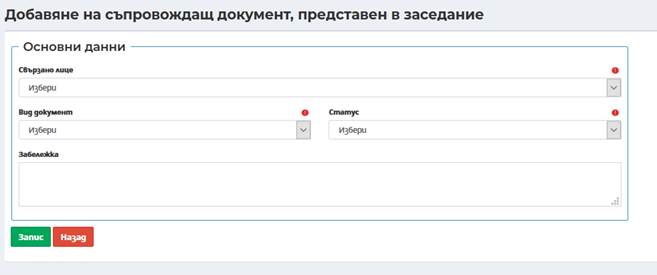 Добавяне на съпровождащ документ, представен в заседание
Основни данни
Свързано лице
Избери
Вид документ
Статус
Избери
Избери
Забележка
Запис
Назад